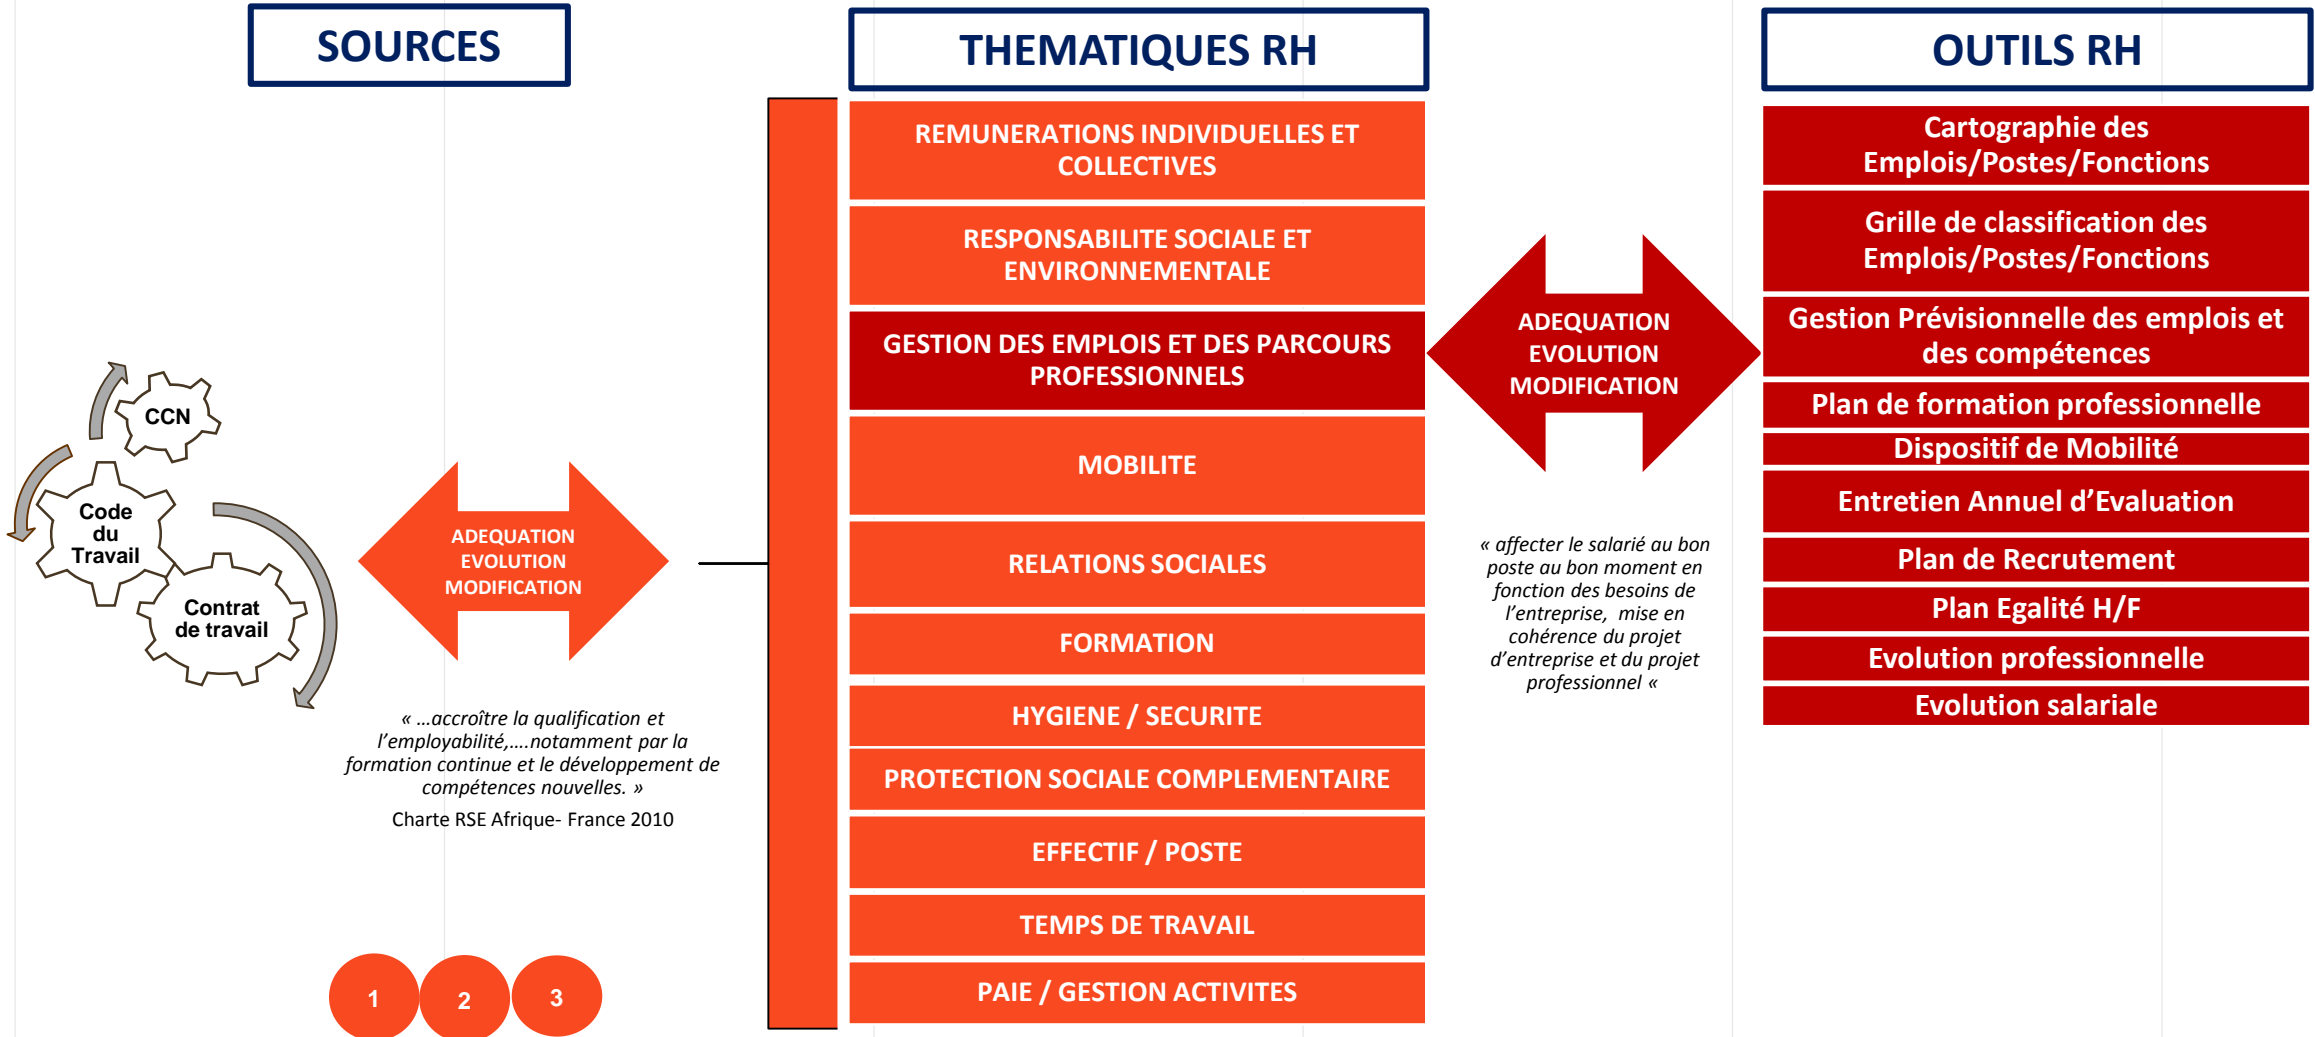 SOURCES
CCN
Code
du
Travail
Contrat
de travail
ADEQUATION
EVOLUTION
MODIFICATION
« ...accroître la qualification et
l’employabilité,....notamment par la
formation continue et le développement de
compétences nouvelles. »
Charte RSE Afrique- France 2010
1
2
3
THEMATIQUES RH
REMUNERATIONS INDIVIDUELLES ET
COLLECTIVES
RESPONSABILITE SOCIALE ET
ENVIRONNEMENTALE
GESTION DES EMPLOIS ET DES PARCOURS
PROFESSIONNELS
MOBILITE
RELATIONS SOCIALES
FORMATION
HYGIENE / SECURITE
PROTECTION SOCIALE COMPLEMENTAIRE
EFFECTIF / POSTE
TEMPS DE TRAVAIL
PAIE / GESTION ACTIVITES
ADEQUATION
EVOLUTION
MODIFICATION
« affecter le salarié au bon
poste au bon moment en
fonction des besoins de
l’entreprise, mise en
cohérence du projet
d’entreprise et du projet
professionnel «
OUTILS RH
Cartographie des
Emplois/Postes/Fonctions
Grille de classification des
Emplois/Postes/Fonctions
Gestion Prévisionnelle des emplois et
des compétences
Plan de formation professionnelle
Dispositif de Mobilité
Entretien Annuel d’Evaluation
Plan de Recrutement
Plan Egalité H/F
Evolution professionnelle
Evolution salariale